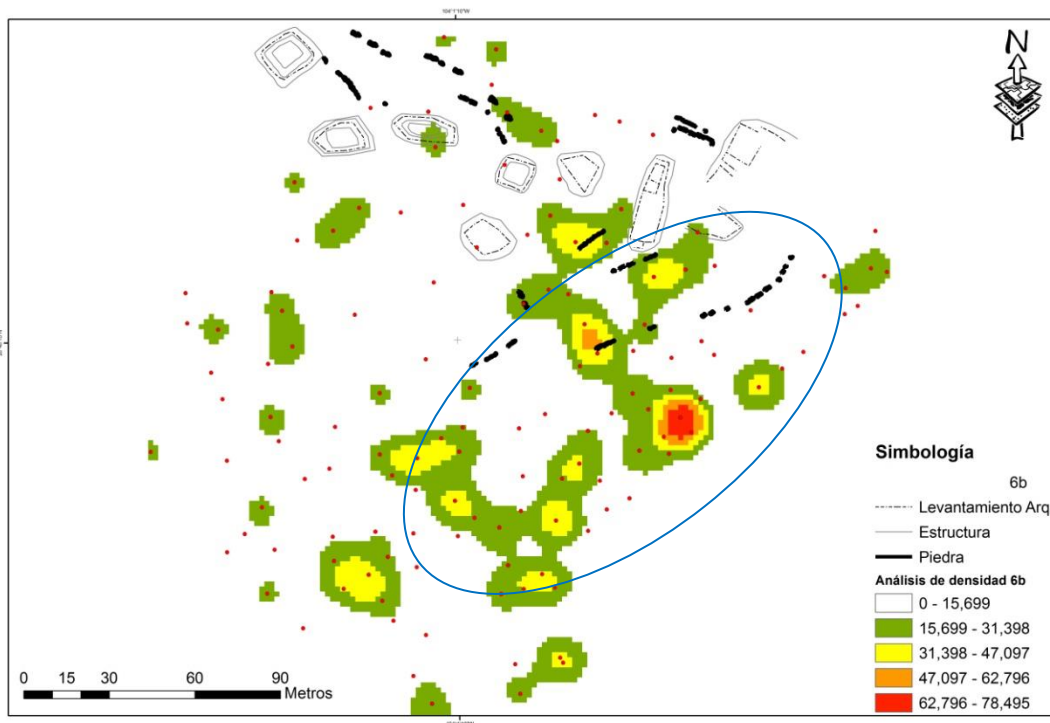 N
Simbología
6b
Levantamiento Arq
Estructura
Piedra
Análisis de densidad 6b
0 - 15,699
15,699 - 31,398
31,398 - 47,097
47,097 - 62,796
62,796 - 78,495
0 15 30 60 90
Metros